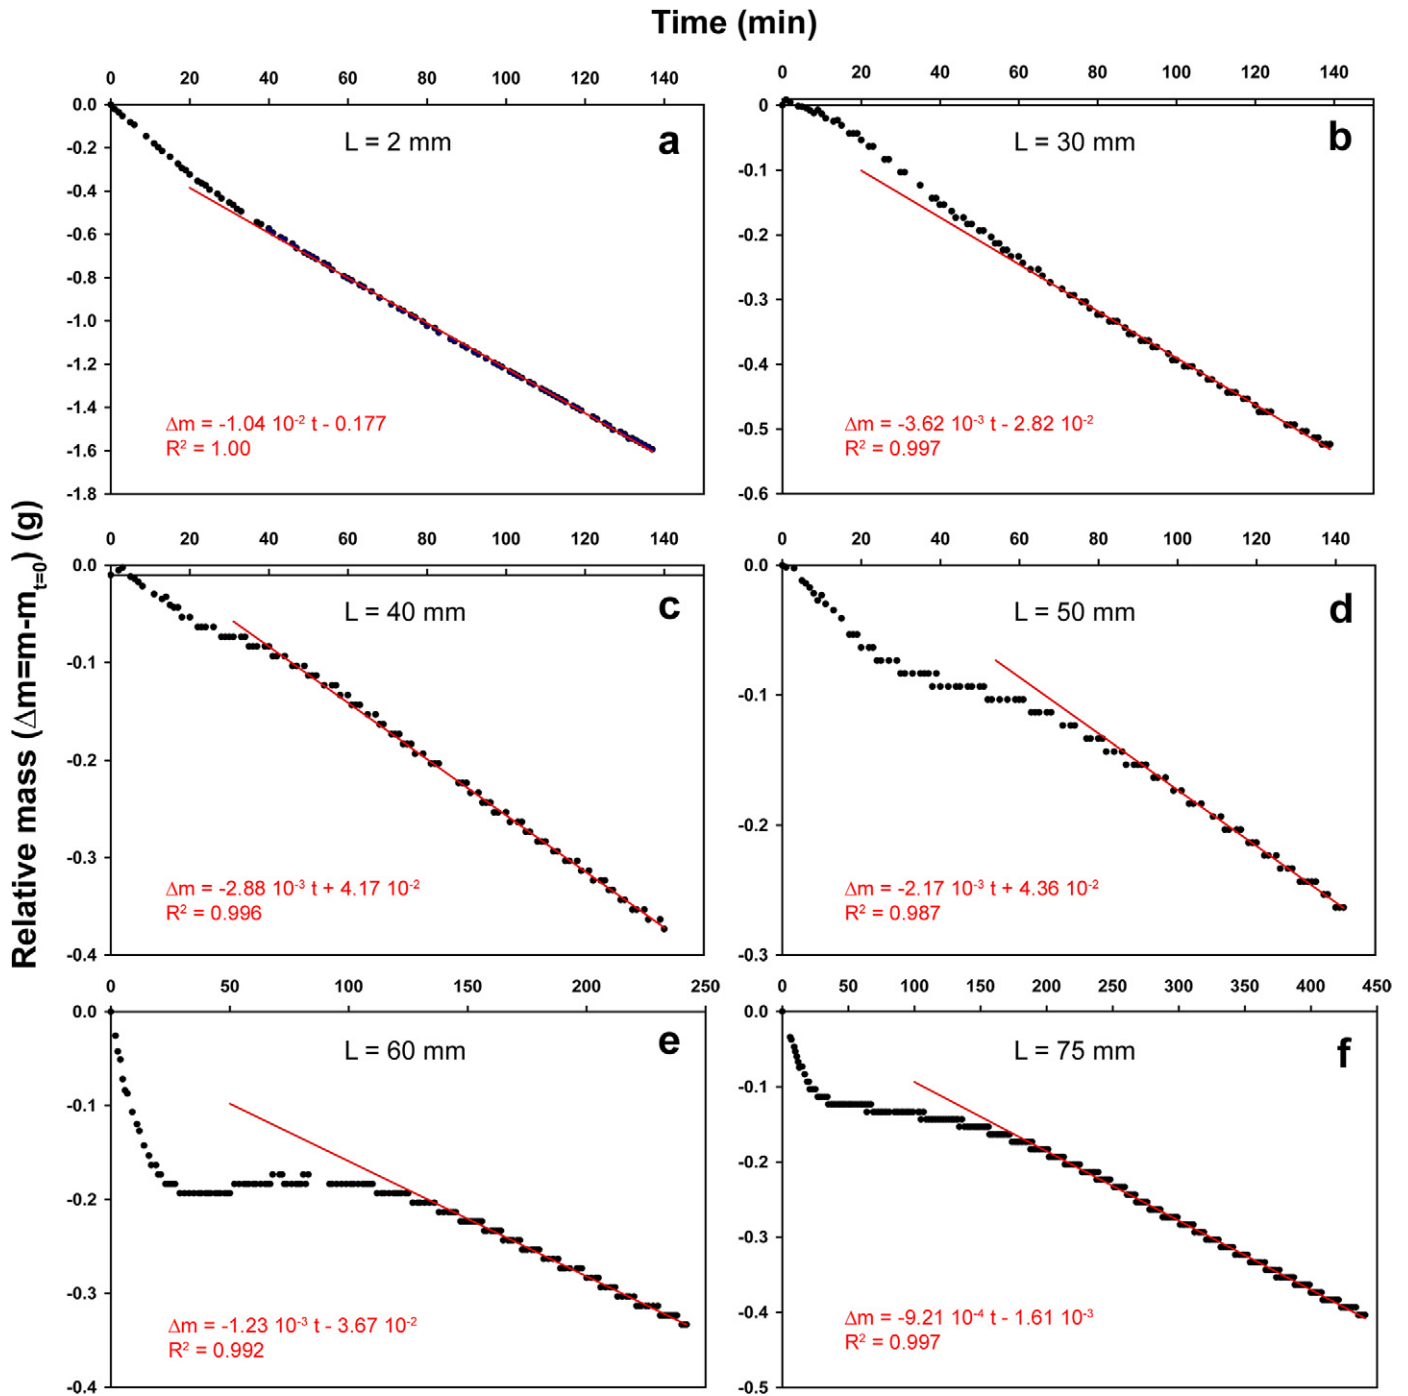 Time (min)
0 20 40 60 80 100 120 140
0.0
-0.2
-0.4
-0.6
-0.8
-1.0
-1.2
-1.4
-1.6
-1.8
L = 2 mm
a
Δm = -1.04 10⁻² t - 0.177
R² = 1.00
0 20 40 60 80 100 120 140
0
-0.1
-0.2
-0.3
-0.4
-0.5
-0.6
L = 30 mm
b
Δm = -3.62 10⁻³ t - 2.82 10⁻²
R² = 0.997
Relative mass (Δm=m-mₜ₌₀) (g)
0 20 40 60 80 100 120 140
0.0
-0.1
-0.2
-0.3
-0.4
L = 40 mm
c
Δm = -2.88 10⁻³ t + 4.17 10⁻²
R² = 0.996
0 20 40 60 80 100 120 140
0.0
-0.1
-0.2
-0.3
L = 50 mm
d
Δm = -2.17 10⁻³ t + 4.36 10⁻²
R² = 0.987
0 50 100 150 200 250
0.0
-0.1
-0.2
-0.3
-0.4
L = 60 mm
e
Δm = -1.23 10⁻³ t - 3.67 10⁻²
R² = 0.992
0 50 100 150 200 250 300 350 400 450
0.0
-0.1
-0.2
-0.3
-0.4
-0.5
L = 75 mm
f
Δm = -9.21 10⁻⁴ t - 1.61 10⁻³
R² = 0.997